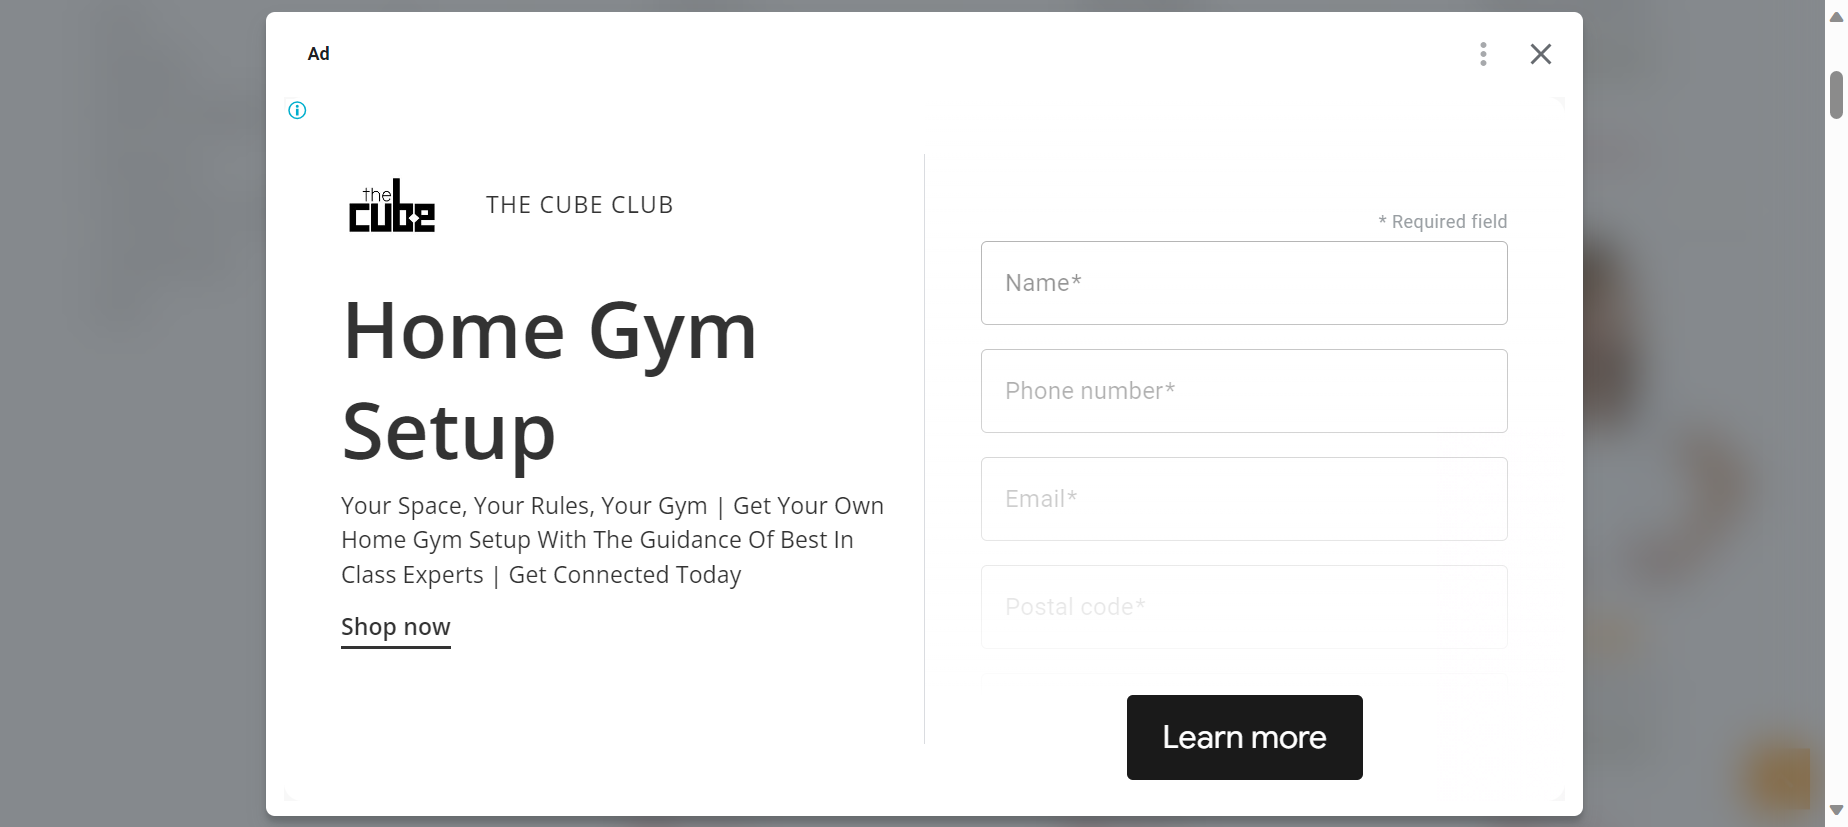 Ad
the
cube
THE CUBE CLUB
Home Gym
Setup
Your Space, Your Rules, Your Gym | Get Your Own
Home Gym Setup With The Guidance Of Best In
Class Experts | Get Connected Today
Shop now
* Required field
Name*
Phone number*
Email*
Postal code*
Learn more